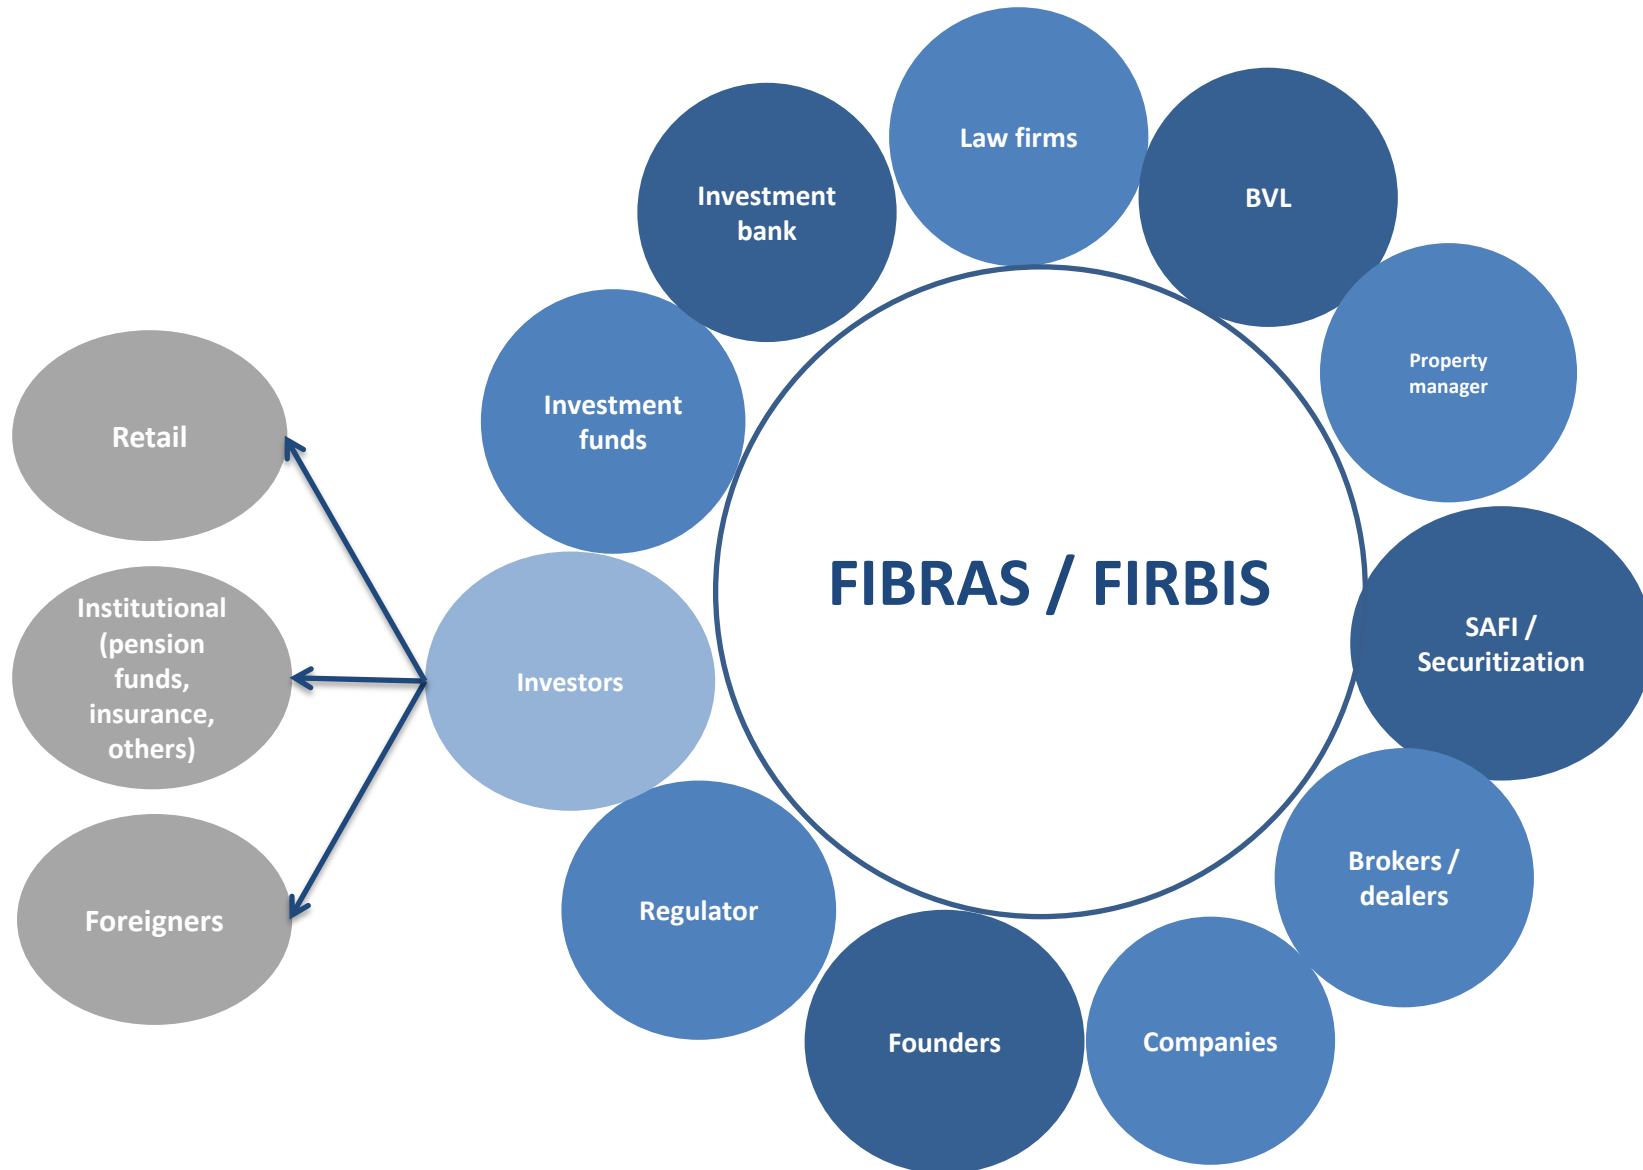 Law firms
Investment
bank
BVL
Property
manager
Investment
funds
Retail
FIBRAS / FIRBIS
Institutional
(pension
funds,
insurance,
others)
Investors
SAFI /
Securitization
Brokers /
dealers
Foreigners
Regulator
Founders
Companies